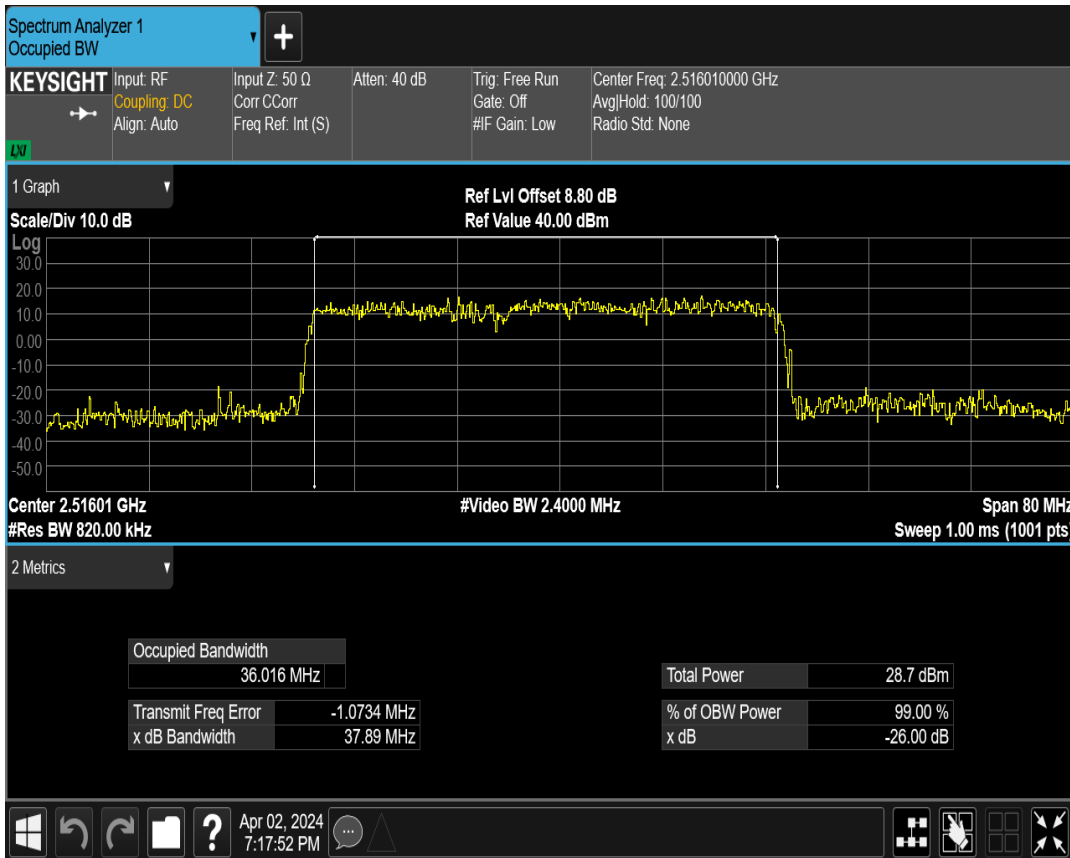 Spectrum Analyzer 1
Occupied BW
+
KEYSIGHT
Input: RF
Coupling: DC
Align: Auto
Input Z: 50 Ω
Corr CCorr
Freq Ref: Int (S)
Atten: 40 dB
Trig: Free Run
Gate: Off
#IF Gain: Low
Center Freq: 2.516010000 GHz
Avg|Hold: 100/100
Radio Std: None
LXI
1 Graph
Ref Lvl Offset 8.80 dB
Scale/Div 10.0 dB
Ref Value 40.00 dBm
Log
30.0
20.0
10.0
0.00
-10.0
-20.0
-30.0
-40.0
-50.0
Center 2.51601 GHz
#Video BW 2.4000 MHz
Span 80 MHz
#Res BW 820.00 kHz
Sweep 1.00 ms (1001 pts)
2 Metrics
Occupied Bandwidth
36.016 MHz
Total Power 28.7 dBm
Transmit Freq Error -1.0734 MHz
% of OBW Power 99.00 %
x dB Bandwidth 37.89 MHz
x dB -26.00 dB
?
Apr 02, 2024
7:17:52 PM